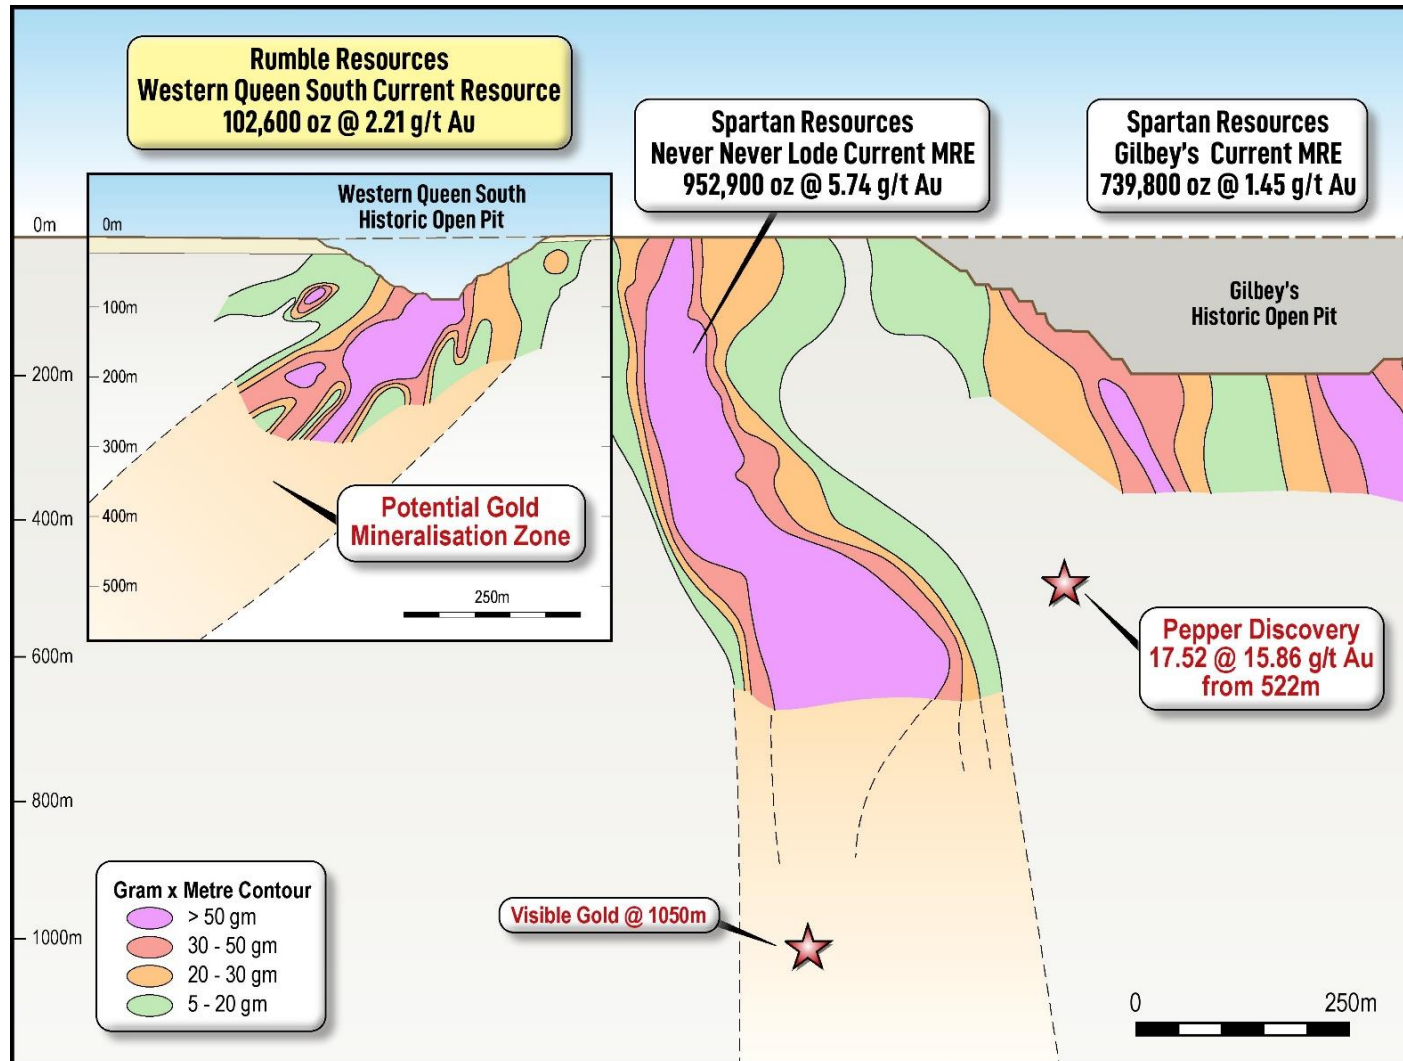 Rumble Resources
Western Queen South Current Resource
102,600 oz @ 2.21 g/t Au
Spartan Resources
Never Never Lode Current MRE
952,900 oz @ 5.74 g/t Au
Spartan Resources
Gilbey's Current MRE
739,800 oz @ 1.45 g/t Au
Western Queen South
Historic Open Pit
0m
100m
200m
300m
400m
500m
Potential Gold
Mineralisation Zone
250m
0m
200m
400m
600m
800m
1000m
Gilbey's
Historic Open Pit
Pepper Discovery
17.52 @ 15.86 g/t Au
from 522m
Visible Gold @ 1050m
Gram x Metre Contour
> 50 gm
30 - 50 gm
20 - 30 gm
5 - 20 gm
0 250m